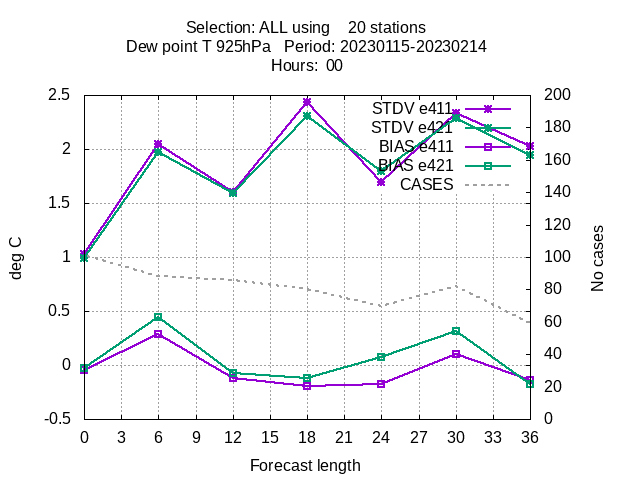 Selection: ALL using    20 stations
Dew point T 925hPa   Period: 20230115-20230214
Hours:  00
2.5
2
1.5
1
0.5
0
-0.5
deg C
200
180
160
140
120
100
80
60
40
20
0
No cases
STDV e411
STDV e421
BIAS e411
BIAS e421
CASES
0 3 6 9 12 15 18 21 24 27 30 33 36
Forecast length